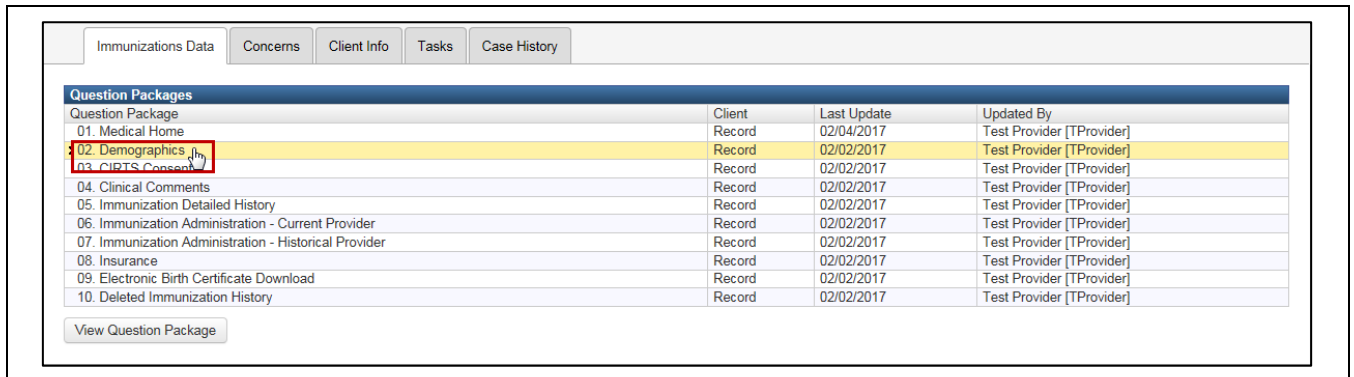 Immunizations Data Concerns Client Info Tasks Case History
Question Packages
Question Package Client Last Update Updated By
01. Medical Home Record 02/04/2017 Test Provider [TProvider]
02. Demographics Record 02/02/2017 Test Provider [TProvider]
03. CIRTS Consent Record 02/02/2017 Test Provider [TProvider]
04. Clinical Comments Record 02/02/2017 Test Provider [TProvider]
05. Immunization Detailed History Record 02/02/2017 Test Provider [TProvider]
06. Immunization Administration - Current Provider Record 02/02/2017 Test Provider [TProvider]
07. Immunization Administration - Historical Provider Record 02/02/2017 Test Provider [TProvider]
08. Insurance Record 02/02/2017 Test Provider [TProvider]
09. Electronic Birth Certificate Download Record 02/02/2017 Test Provider [TProvider]
10. Deleted Immunization History Record 02/02/2017 Test Provider [TProvider]
View Question Package